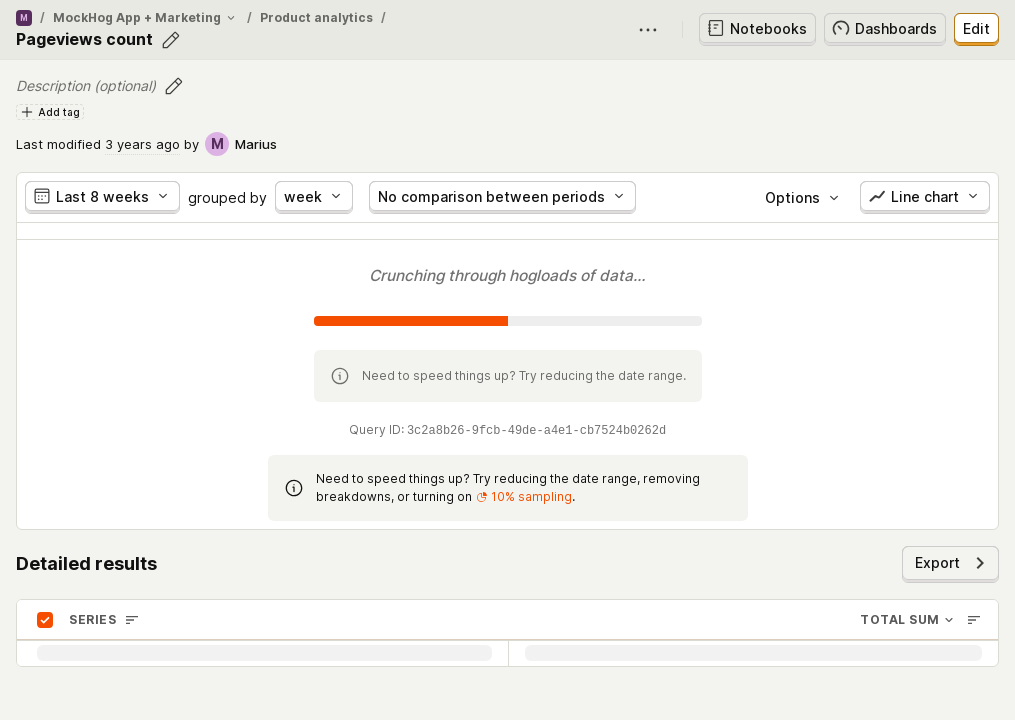 M / MockHog App + Marketing / Product analytics /
Pageviews count
Notebooks
Dashboards
Edit
Description (optional)
Add tag
Last modified 3 years ago by M Marius
Last 8 weeks grouped by week No comparison between periods Options Line chart
Crunching through hogloads of data...
Need to speed things up? Try reducing the date range.
Query ID: 3c2a8b26-9fcb-49de-a4e1-cb7524b0262d
Need to speed things up? Try reducing the date range, removing
breakdowns, or turning on 10% sampling.
Detailed results
Export
SERIES
TOTAL SUM